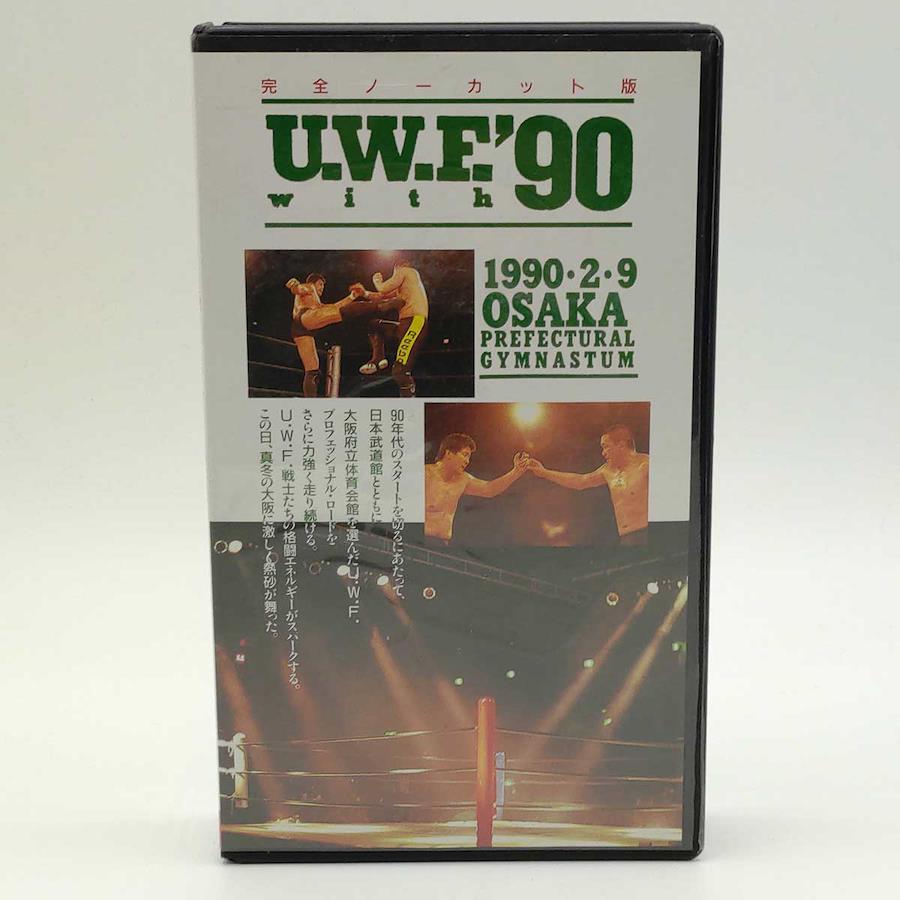 完全ノーカット版
U.W.F.'90
with
1990・2・9
OSAKA
PREFECTURAL
GYMNASTUM
90年代のスタートを切るにあたって、
日本武道館とともに
大阪府立体育会館を選んだU.W.F.
プロフェッショナル・ロードを
さらに力強く走り続ける。
U.W.F.戦士たちの格闘エネルギーがスパークする。
この日、真冬の大阪に激しく熱砂が舞った。